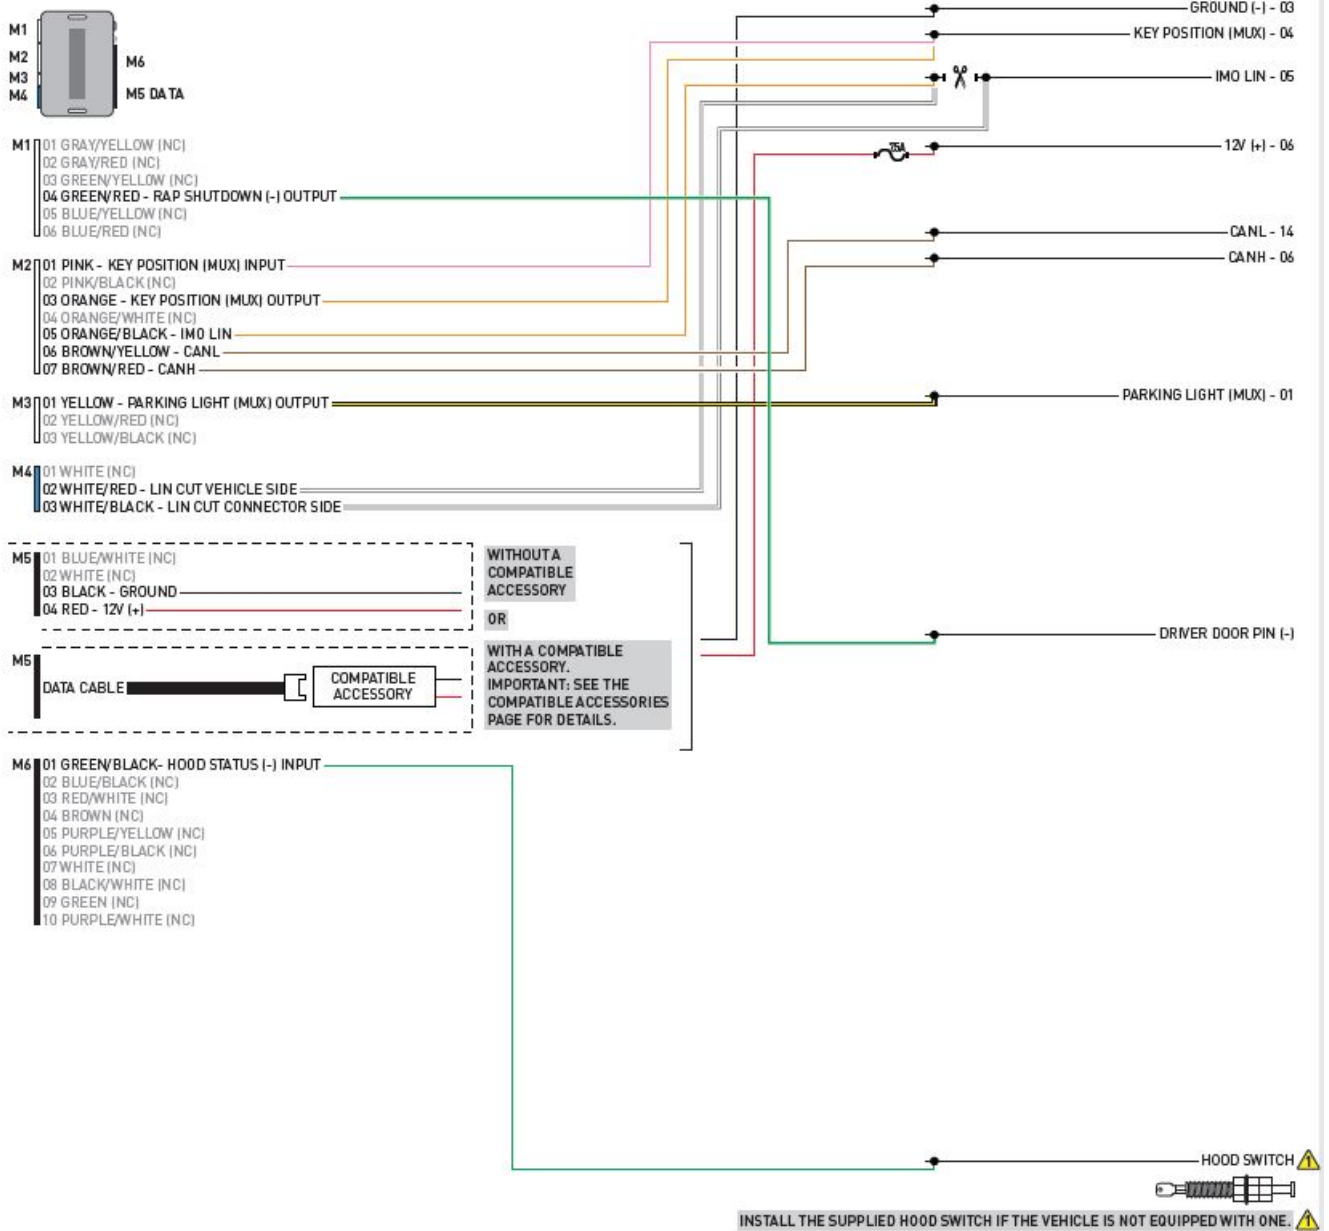 M1
M2
M3
M4
M6
M5 DATA
GROUND (-) - 03
KEY POSITION (MUX) - 04
IMO LIN - 05
7.5A
12V (+) - 06
CANL - 14
CANH - 06
PARKING LIGHT (MUX) - 01
DRIVER DOOR PIN (-)
M1
01 GRAY/YELLOW (NC)
02 GRAY/RED (NC)
03 GREEN/YELLOW (NC)
04 GREEN/RED - RAP SHUTDOWN (-) OUTPUT
05 BLUE/YELLOW (NC)
06 BLUE/RED (NC)
M2
01 PINK - KEY POSITION (MUX) INPUT
02 PINK/BLACK (NC)
03 ORANGE - KEY POSITION (MUX) OUTPUT
04 ORANGE/WHITE (NC)
05 ORANGE/BLACK - IMO LIN
06 BROWN/YELLOW - CANL
07 BROWN/RED - CANH
M3
01 YELLOW - PARKING LIGHT (MUX) OUTPUT
02 YELLOW/RED (NC)
03 YELLOW/BLACK (NC)
M4
01 WHITE (NC)
02 WHITE/RED - LIN CUT VEHICLE SIDE
03 WHITE/BLACK - LIN CUT CONNECTOR SIDE
M5
01 BLUE/WHITE (NC)
02 WHITE (NC)
03 BLACK - GROUND
04 RED - 12V (+)
WITHOUT A
COMPATIBLE
ACCESSORY
OR
M5
DATA CABLE
COMPATIBLE
ACCESSORY
WITH A COMPATIBLE
ACCESSORY.
IMPORTANT: SEE THE
COMPATIBLE ACCESSORIES
PAGE FOR DETAILS.
M6
01 GREEN/BLACK- HOOD STATUS (-) INPUT
02 BLUE/BLACK (NC)
03 RED/WHITE (NC)
04 BROWN (NC)
05 PURPLE/YELLOW (NC)
06 PURPLE/BLACK (NC)
07 WHITE (NC)
08 BLACK/WHITE (NC)
09 GREEN (NC)
10 PURPLE/WHITE (NC)
HOOD SWITCH 1
INSTALL THE SUPPLIED HOOD SWITCH IF THE VEHICLE IS NOT EQUIPPED WITH ONE. 1